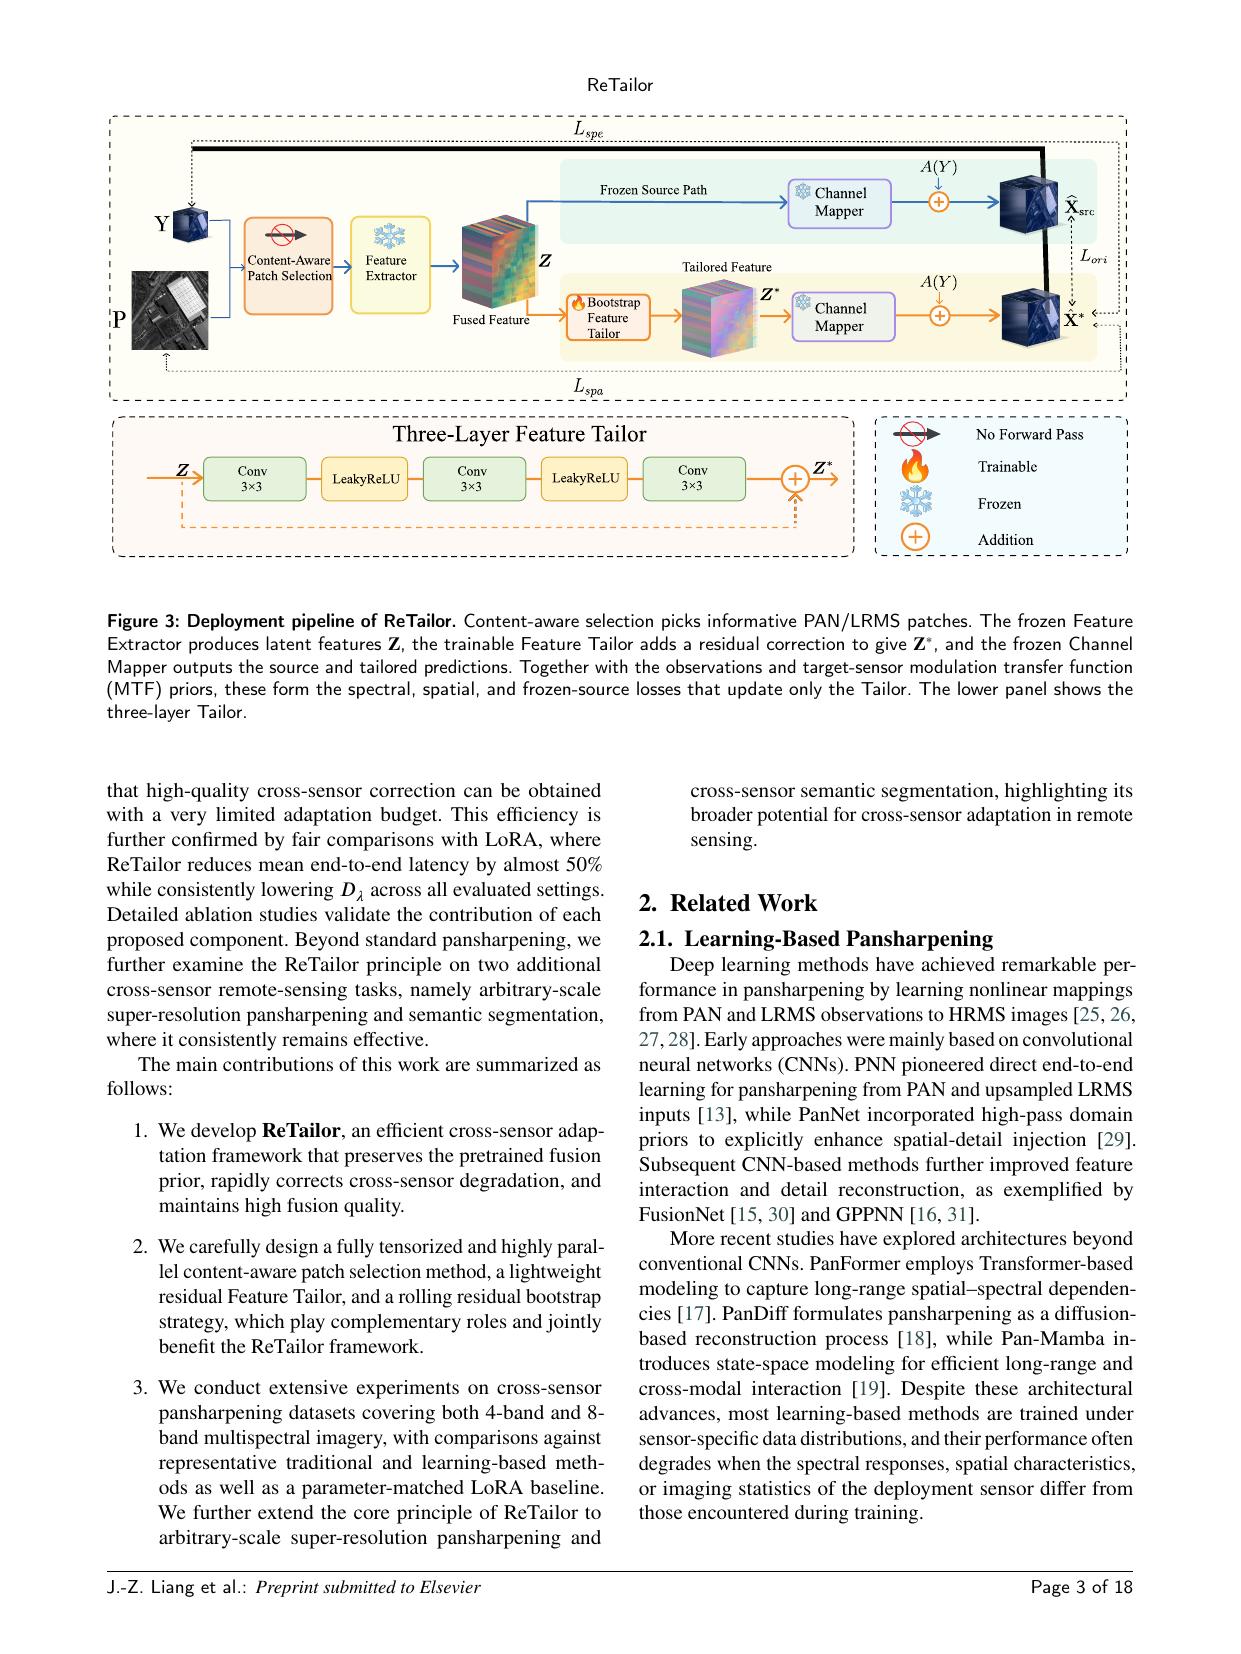 ReTailor
L_spe
Frozen Source Path
A(Y)
Channel
Mapper
X̂_src
Y
Content-Aware
Patch Selection
Feature
Extractor
Z
Fused Feature
L_ori
Tailored Feature
A(Y)
P
Bootstrap
Feature
Tailor
Z*
Channel
Mapper
X̂*
L_spa
Three-Layer Feature Tailor
Z
Conv
3×3
LeakyReLU
Conv
3×3
LeakyReLU
Conv
3×3
Z*
No Forward Pass
Trainable
Frozen
Addition
Figure 3: Deployment pipeline of ReTailor. Content-aware selection picks informative PAN/LRMS patches. The frozen Feature
Extractor produces latent features Z, the trainable Feature Tailor adds a residual correction to give Z*, and the frozen Channel
Mapper outputs the source and tailored predictions. Together with the observations and target-sensor modulation transfer function
(MTF) priors, these form the spectral, spatial, and frozen-source losses that update only the Tailor. The lower panel shows the
three-layer Tailor.
that high-quality cross-sensor correction can be obtained
with a very limited adaptation budget. This efficiency is
further confirmed by fair comparisons with LoRA, where
ReTailor reduces mean end-to-end latency by almost 50%
while consistently lowering D_λ across all evaluated settings.
Detailed ablation studies validate the contribution of each
proposed component. Beyond standard pansharpening, we
further examine the ReTailor principle on two additional
cross-sensor remote-sensing tasks, namely arbitrary-scale
super-resolution pansharpening and semantic segmentation,
where it consistently remains effective.
The main contributions of this work are summarized as
follows:
1. We develop ReTailor, an efficient cross-sensor adap-
tation framework that preserves the pretrained fusion
prior, rapidly corrects cross-sensor degradation, and
maintains high fusion quality.
2. We carefully design a fully tensorized and highly paral-
lel content-aware patch selection method, a lightweight
residual Feature Tailor, and a rolling residual bootstrap
strategy, which play complementary roles and jointly
benefit the ReTailor framework.
3. We conduct extensive experiments on cross-sensor
pansharpening datasets covering both 4-band and 8-
band multispectral imagery, with comparisons against
representative traditional and learning-based meth-
ods as well as a parameter-matched LoRA baseline.
We further extend the core principle of ReTailor to
arbitrary-scale super-resolution pansharpening and
cross-sensor semantic segmentation, highlighting its
broader potential for cross-sensor adaptation in remote
sensing.
2. Related Work
2.1. Learning-Based Pansharpening
Deep learning methods have achieved remarkable per-
formance in pansharpening by learning nonlinear mappings
from PAN and LRMS observations to HRMS images [25, 26,
27, 28]. Early approaches were mainly based on convolutional
neural networks (CNNs). PNN pioneered direct end-to-end
learning for pansharpening from PAN and upsampled LRMS
inputs [13], while PanNet incorporated high-pass domain
priors to explicitly enhance spatial-detail injection [29].
Subsequent CNN-based methods further improved feature
interaction and detail reconstruction, as exemplified by
FusionNet [15, 30] and GPPNN [16, 31].
More recent studies have explored architectures beyond
conventional CNNs. PanFormer employs Transformer-based
modeling to capture long-range spatial–spectral dependen-
cies [17]. PanDiff formulates pansharpening as a diffusion-
based reconstruction process [18], while Pan-Mamba in-
troduces state-space modeling for efficient long-range and
cross-modal interaction [19]. Despite these architectural
advances, most learning-based methods are trained under
sensor-specific data distributions, and their performance often
degrades when the spectral responses, spatial characteristics,
or imaging statistics of the deployment sensor differ from
those encountered during training.
J.-Z. Liang et al.: Preprint submitted to Elsevier
Page 3 of 18